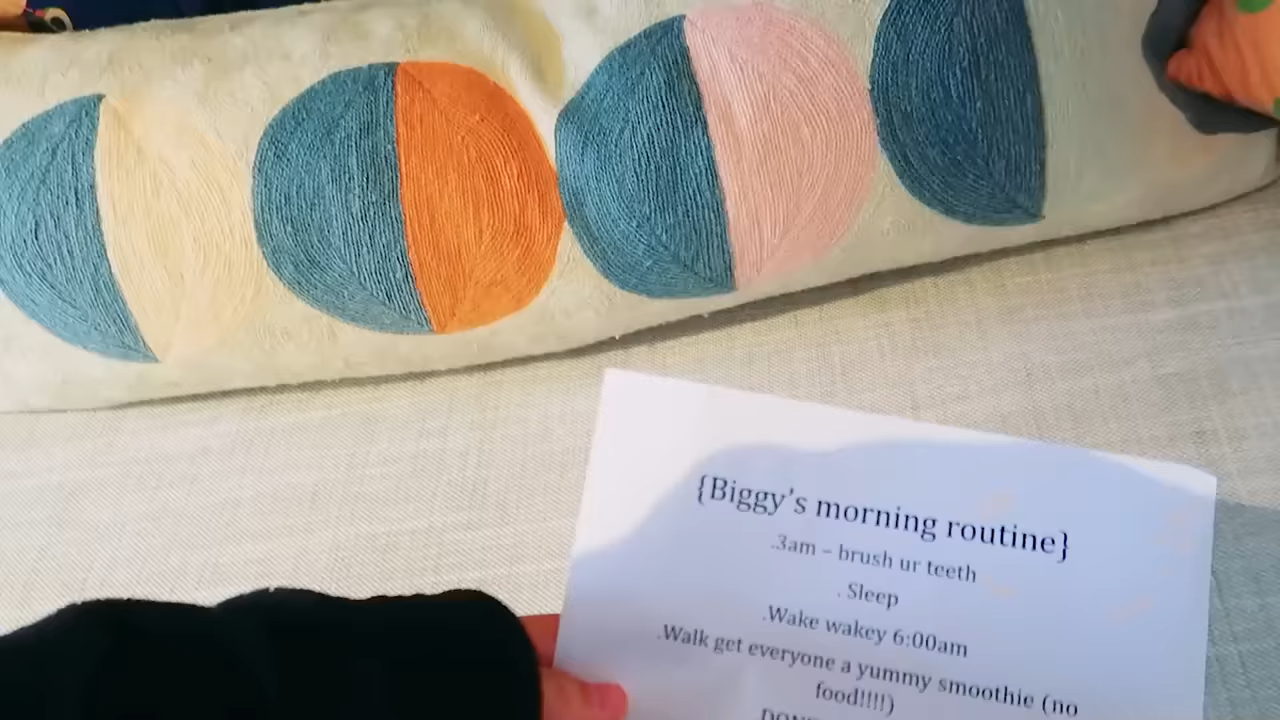 {Biggy's morning routine}
.3am – brush ur teeth
. Sleep
.Wake wakey 6:00am
.Walk get everyone a yummy smoothie (no
food!!!!)